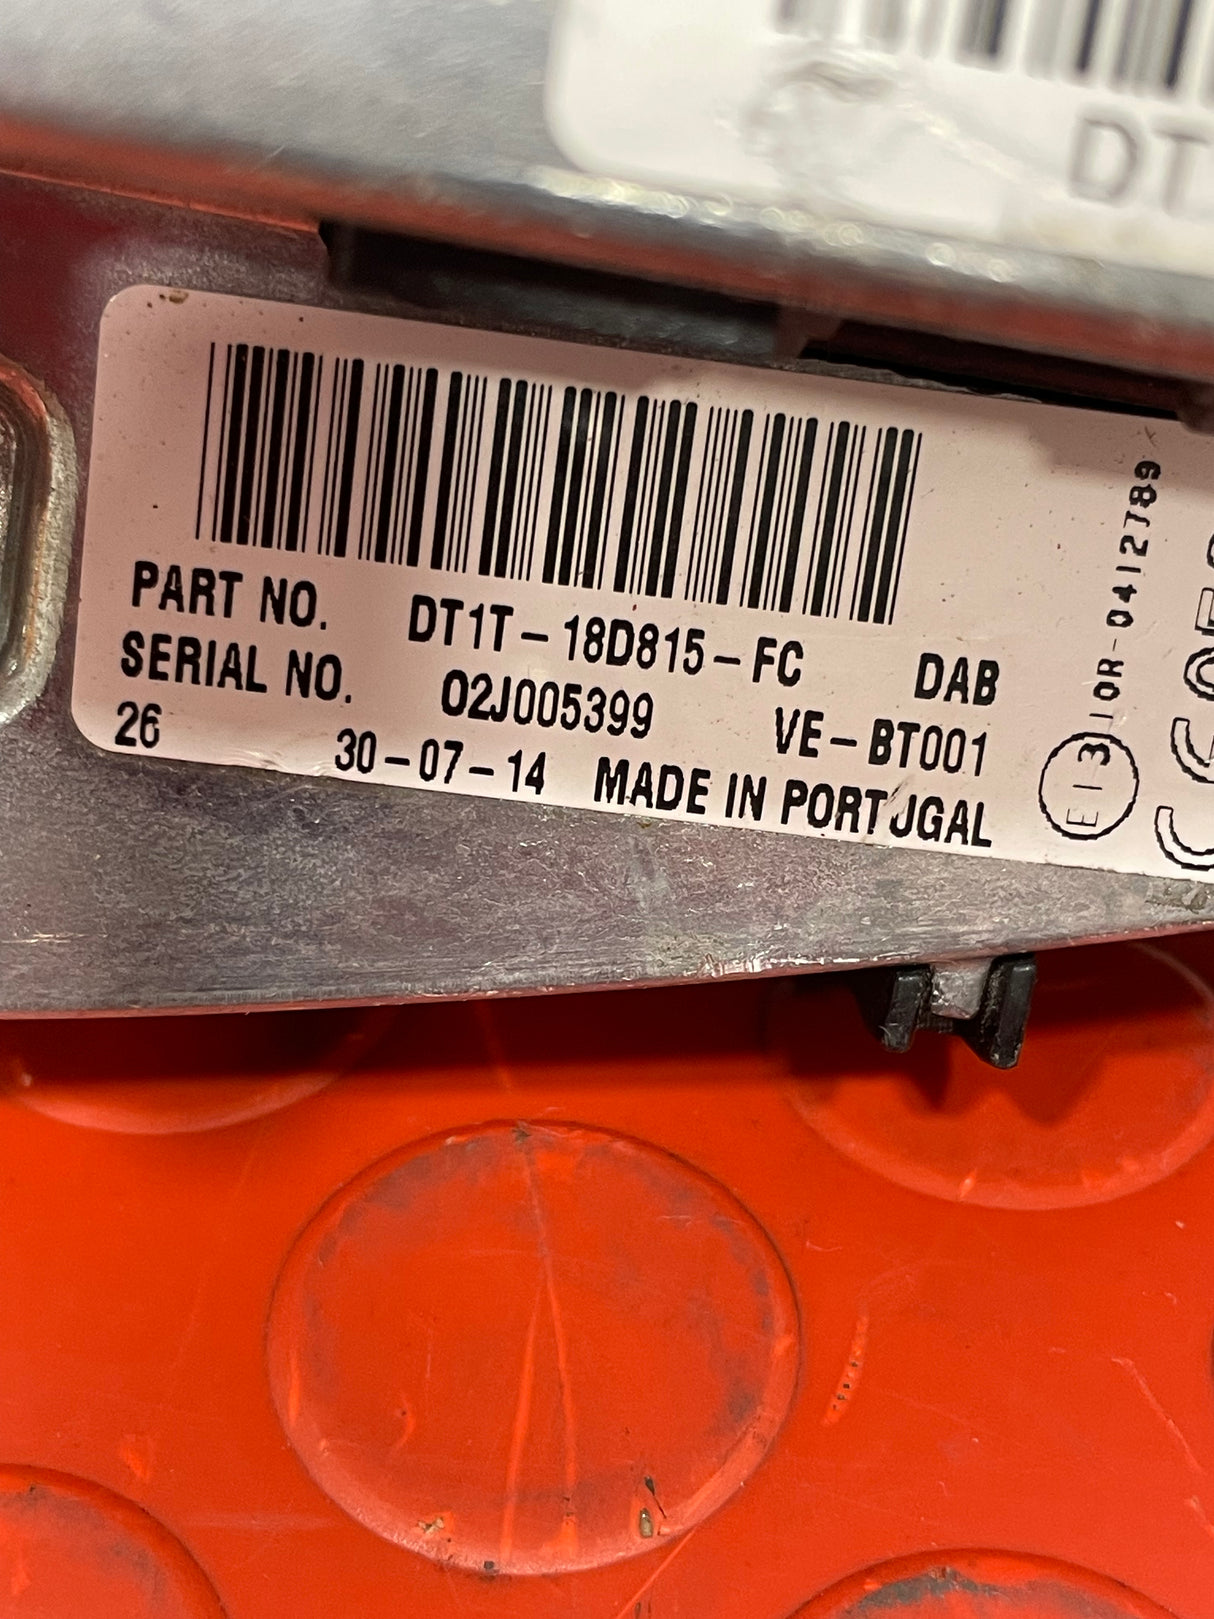 DT
PART NO. DT1T-18D815-FC DAB
SERIAL NO. 02J005399 VE-BT001
26 30-07-14 MADE IN PORTUGAL
E13 10R-0412789